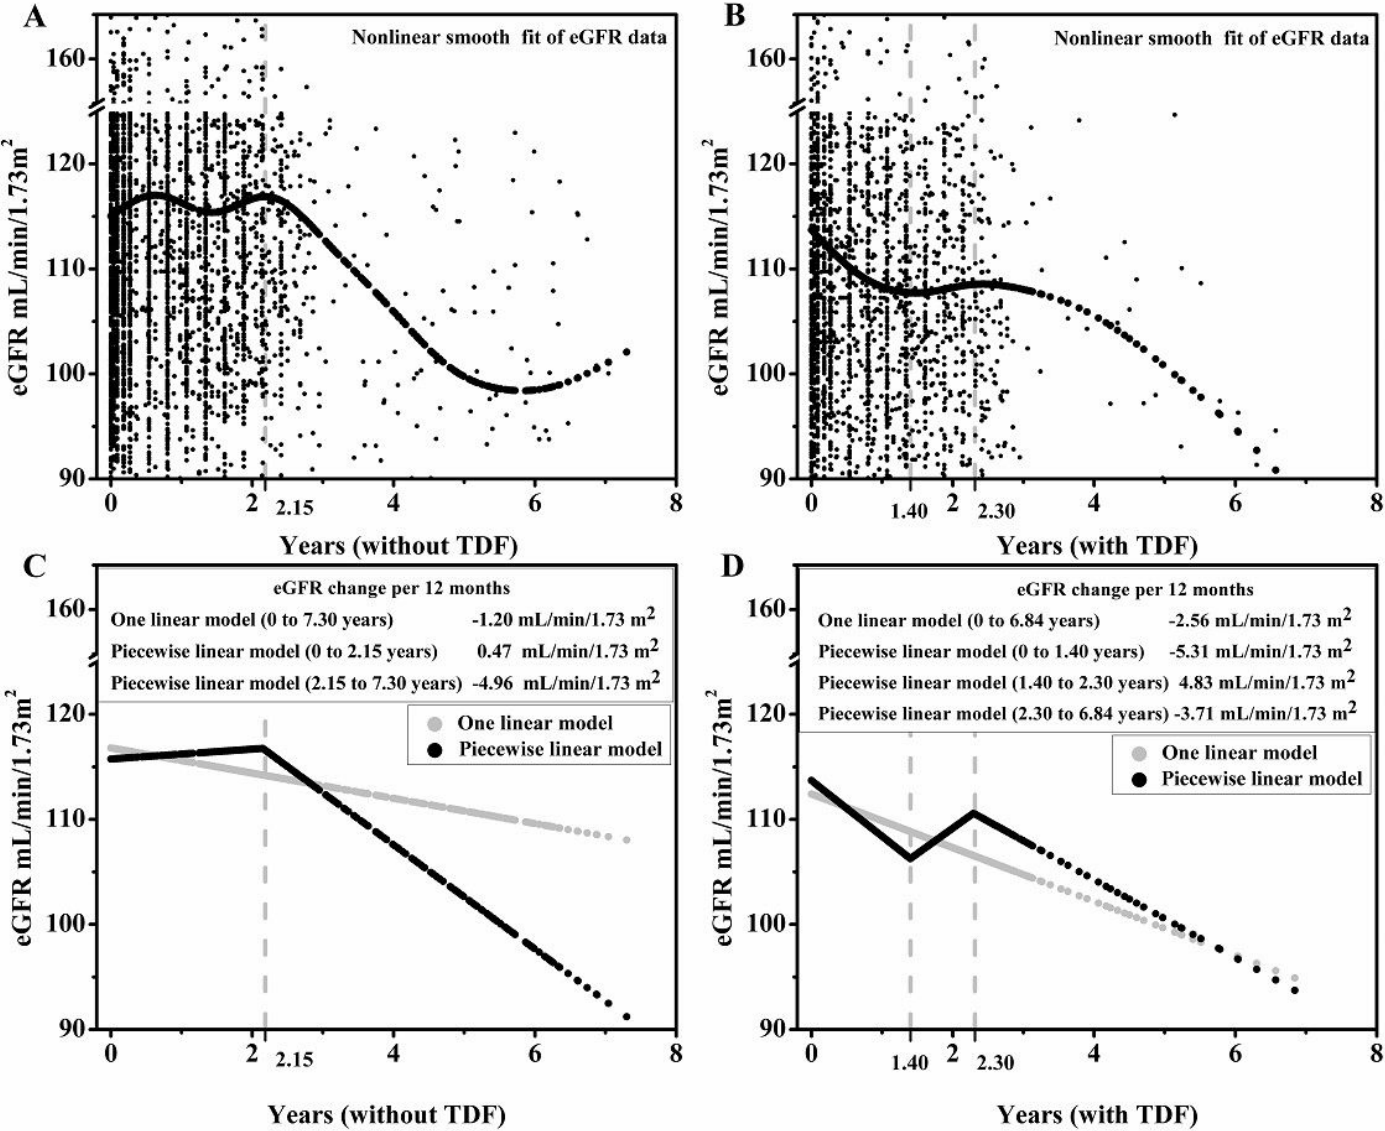 A
Nonlinear smooth fit of eGFR data
eGFR mL/min/1.73m2
160
120
110
100
90
0 2 4 6 8
2.15
Years (without TDF)
B
Nonlinear smooth fit of eGFR data
eGFR mL/min/1.73m2
160
120
110
100
90
0 2 4 6 8
1.40 2.30
Years (with TDF)
C
eGFR change per 12 months
One linear model (0 to 7.30 years) -1.20 mL/min/1.73 m2
Piecewise linear model (0 to 2.15 years) 0.47 mL/min/1.73 m2
Piecewise linear model (2.15 to 7.30 years) -4.96 mL/min/1.73 m2
One linear model
Piecewise linear model
eGFR mL/min/1.73m2
160
120
110
100
90
0 2 4 6 8
2.15
Years (without TDF)
D
eGFR change per 12 months
One linear model (0 to 6.84 years) -2.56 mL/min/1.73 m2
Piecewise linear model (0 to 1.40 years) -5.31 mL/min/1.73 m2
Piecewise linear model (1.40 to 2.30 years) 4.83 mL/min/1.73 m2
Piecewise linear model (2.30 to 6.84 years) -3.71 mL/min/1.73 m2
One linear model
Piecewise linear model
eGFR mL/min/1.73m2
160
120
110
100
90
0 2 4 6 8
1.40 2.30
Years (with TDF)